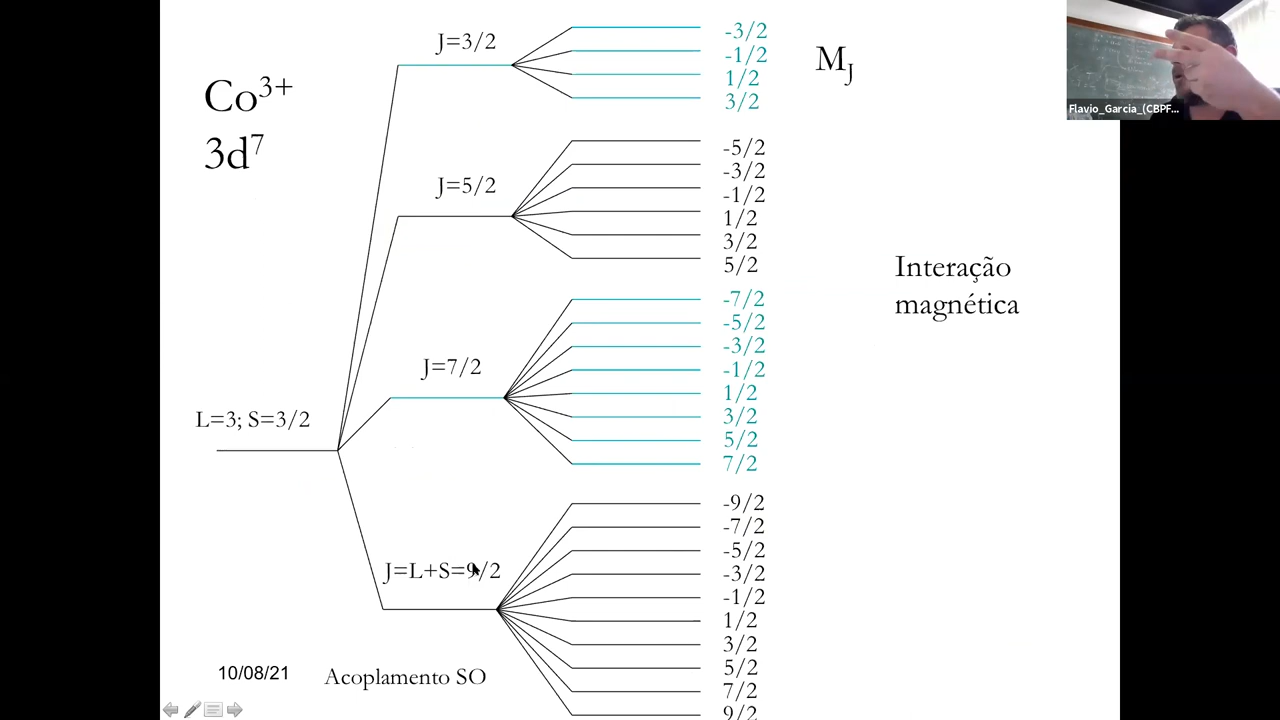 Co³⁺
3d⁷
J=3/2
-3/2
-1/2
1/2
3/2
M_J
J=5/2
-5/2
-3/2
-1/2
1/2
3/2
5/2
Interação
magnética
J=7/2
-7/2
-5/2
-3/2
-1/2
1/2
3/2
5/2
7/2
L=3; S=3/2
J=L+S=9/2
-9/2
-7/2
-5/2
-3/2
-1/2
1/2
3/2
5/2
7/2
9/2
10/08/21
Acoplamento SO
Flavio_Garcia_(CBPF...